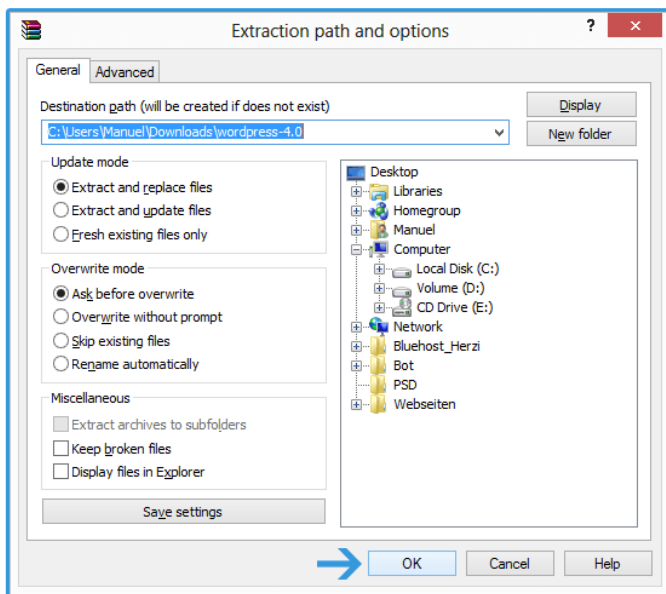 Extraction path and options
?
×
General
Advanced
Destination path (will be created if does not exist)
Display
C:\Users\Manuel\Downloads\wordpress-4.0
New folder
Update mode
Extract and replace files
Extract and update files
Fresh existing files only
Overwrite mode
Ask before overwrite
Overwrite without prompt
Skip existing files
Rename automatically
Miscellaneous
Extract archives to subfolders
Keep broken files
Display files in Explorer
Save settings
Desktop
Libraries
Homegroup
Manuel
Computer
Local Disk (C:)
Volume (D:)
CD Drive (E:)
Network
Bluehost_Herzi
Bot
PSD
Webseiten
OK
Cancel
Help